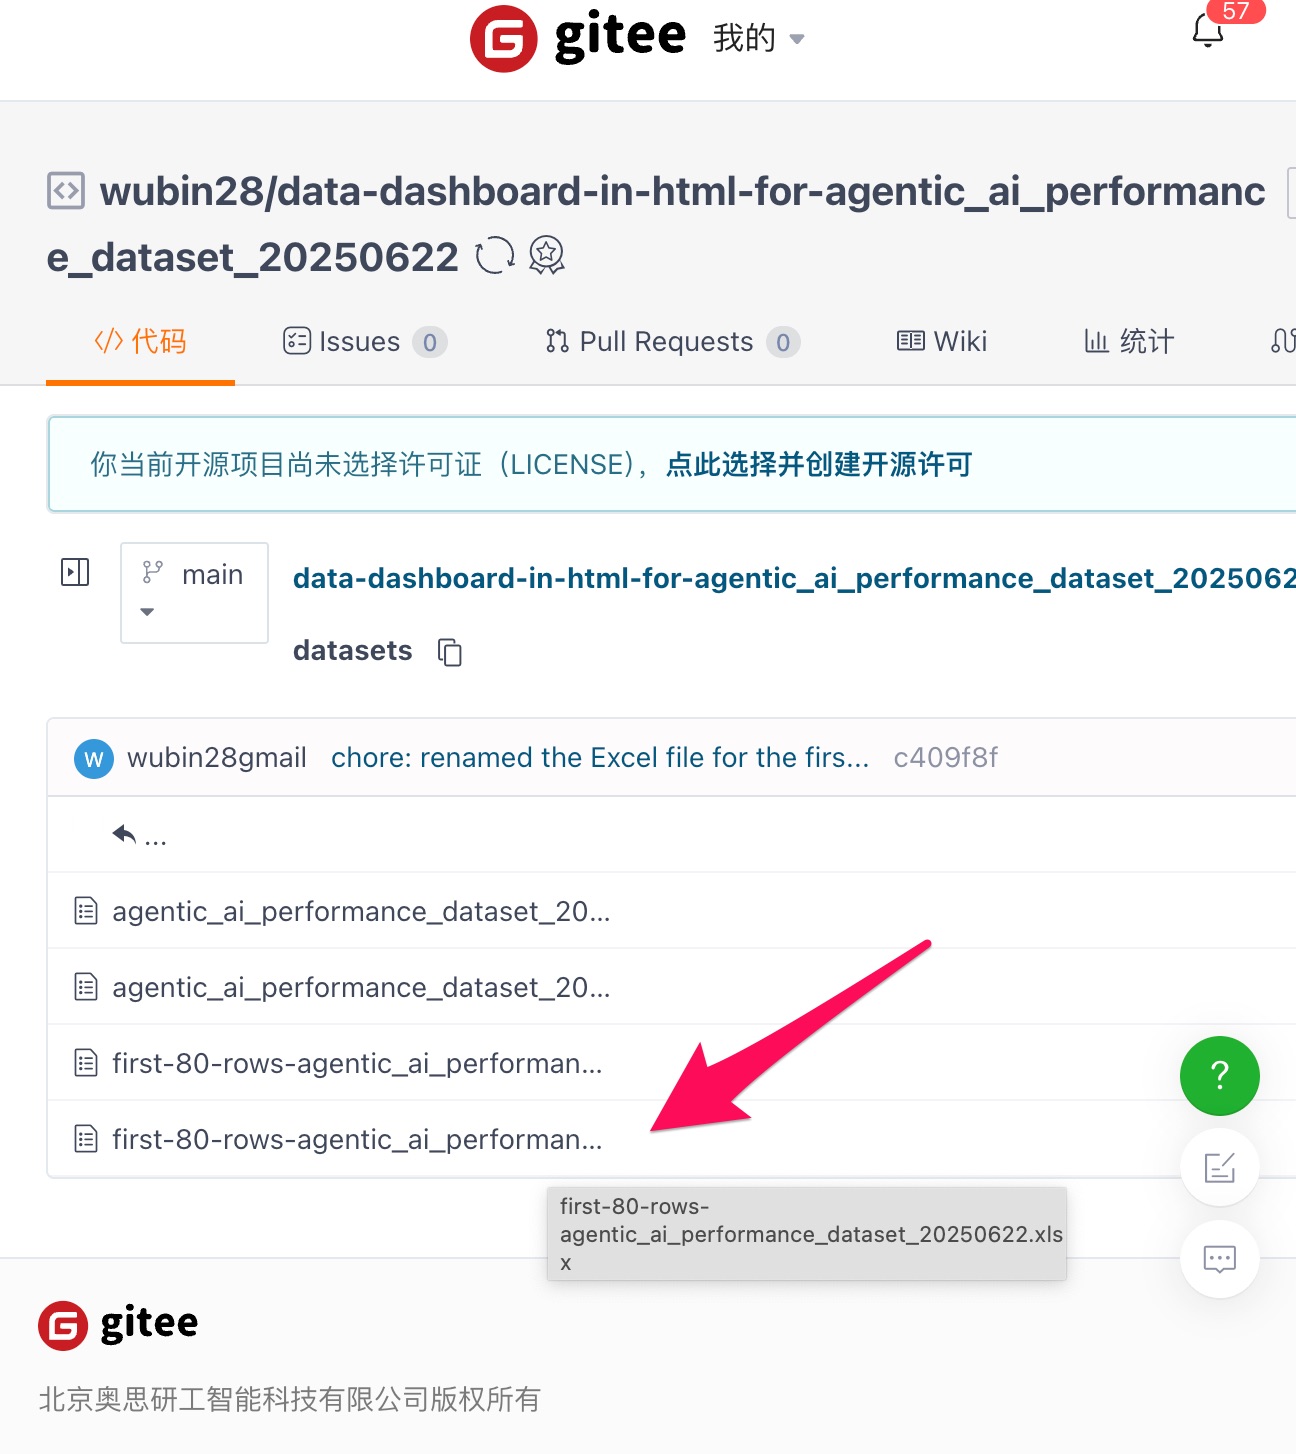 gitee 我的
57
wubin28/data-dashboard-in-html-for-agentic_ai_performanc
e_dataset_20250622
代码 Issues 0 Pull Requests 0 Wiki 统计
你当前开源项目尚未选择许可证（LICENSE），点此选择并创建开源许可
main
data-dashboard-in-html-for-agentic_ai_performance_dataset_2025062
datasets
W wubin28gmail chore: renamed the Excel file for the firs... c409f8f
...
agentic_ai_performance_dataset_20...
agentic_ai_performance_dataset_20...
first-80-rows-agentic_ai_performan...
?
first-80-rows-agentic_ai_performan...
first-80-rows-
agentic_ai_performance_dataset_20250622.xls
x
gitee
北京奥思研工智能科技有限公司版权所有